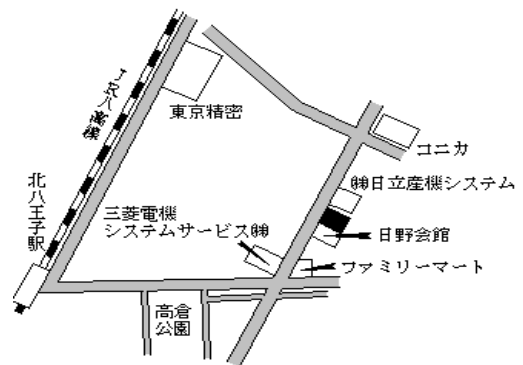 JR八高線
東京精密
コニカ
㈱日立産機システム
北八王子駅
三菱電機
システムサービス㈱
日野会館
ファミリーマート
高倉
公園